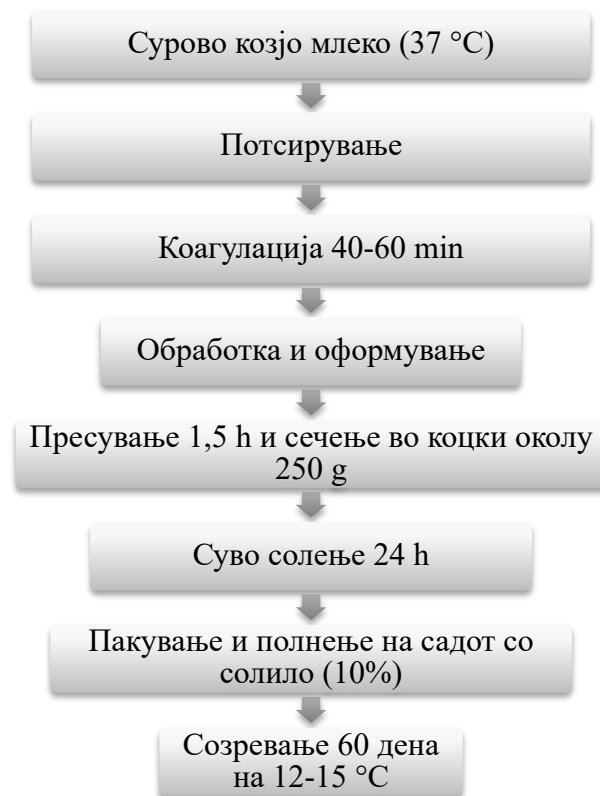 Сурово козјо млеко (37 °C)
Потсирување
Коагулација 40-60 min
Обработка и оформување
Пресување 1,5 h и сечење во коцки околу
250 g
Суво солење 24 h
Пакување и полнење на садот со
солило (10%)
Созревање 60 дена
на 12-15 °C